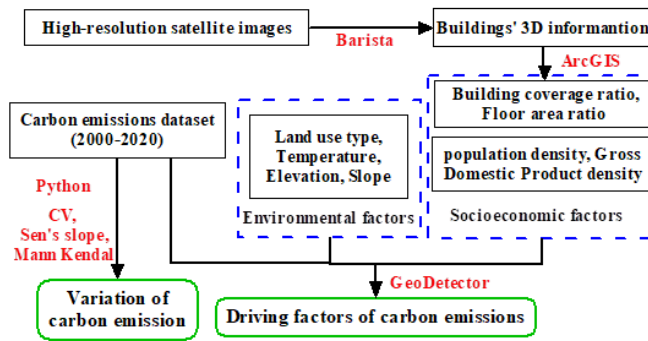 High-resolution satellite images
Barista
Buildings' 3D informantion
ArcGIS
Building coverage ratio,
Floor area ratio
population density, Gross
Domestic Product density
Socioeconomic factors
Carbon emissions dataset
(2000-2020)
Land use type,
Temperature,
Elevation, Slope
Environmental factors
Python
CV,
Sen's slope,
Mann Kendal
GeoDetector
Variation of
carbon emission
Driving factors of carbon emissions